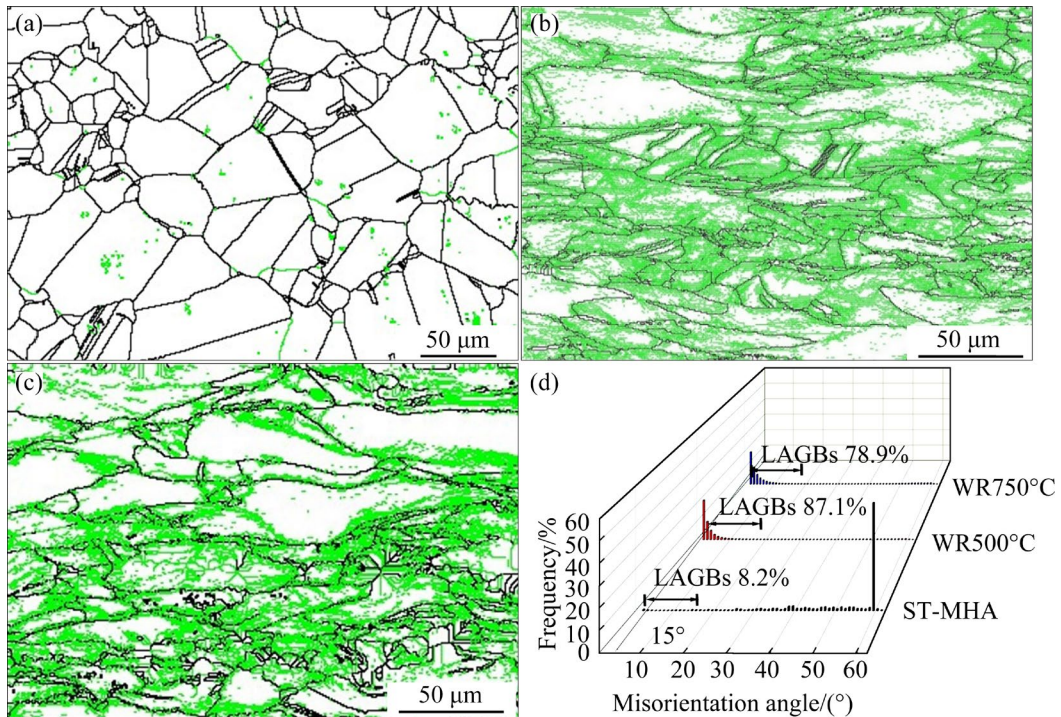 (a)
50 μm
(b)
50 μm
(c)
50 μm
(d)
LAGBs 78.9%
WR750°C
LAGBs 87.1%
WR500°C
LAGBs 8.2%
ST-MHA
15°
Frequency/%
60
50
40
30
20
10
0
10
20
30
40
50
60
Misorientation angle/(°)